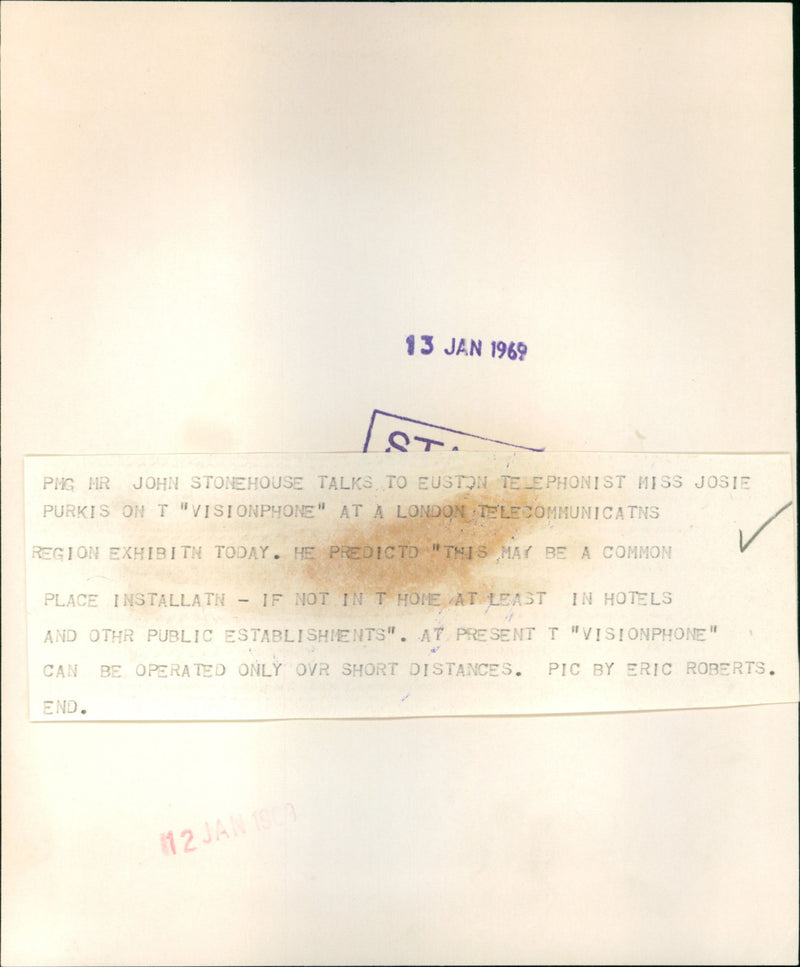 13 JAN 1969
PMG MR JOHN STONEHOUSE TALKS TO EUSTON TELEPHONIST MISS JOSIE
PURKIS ON T "VISIONPHONE" AT A LONDON TELECOMMUNICATNS
REGION EXHIBITN TODAY. HE PREDICTD "THIS MAY BE A COMMON
PLACE INSTALLATN - IF NOT IN T HOME AT LEAST IN HOTELS
AND OTHR PUBLIC ESTABLISHMENTS". AT PRESENT T "VISIONPHONE"
CAN BE OPERATED ONLY OVR SHORT DISTANCES. PIC BY ERIC ROBERTS.
END.
12 JAN